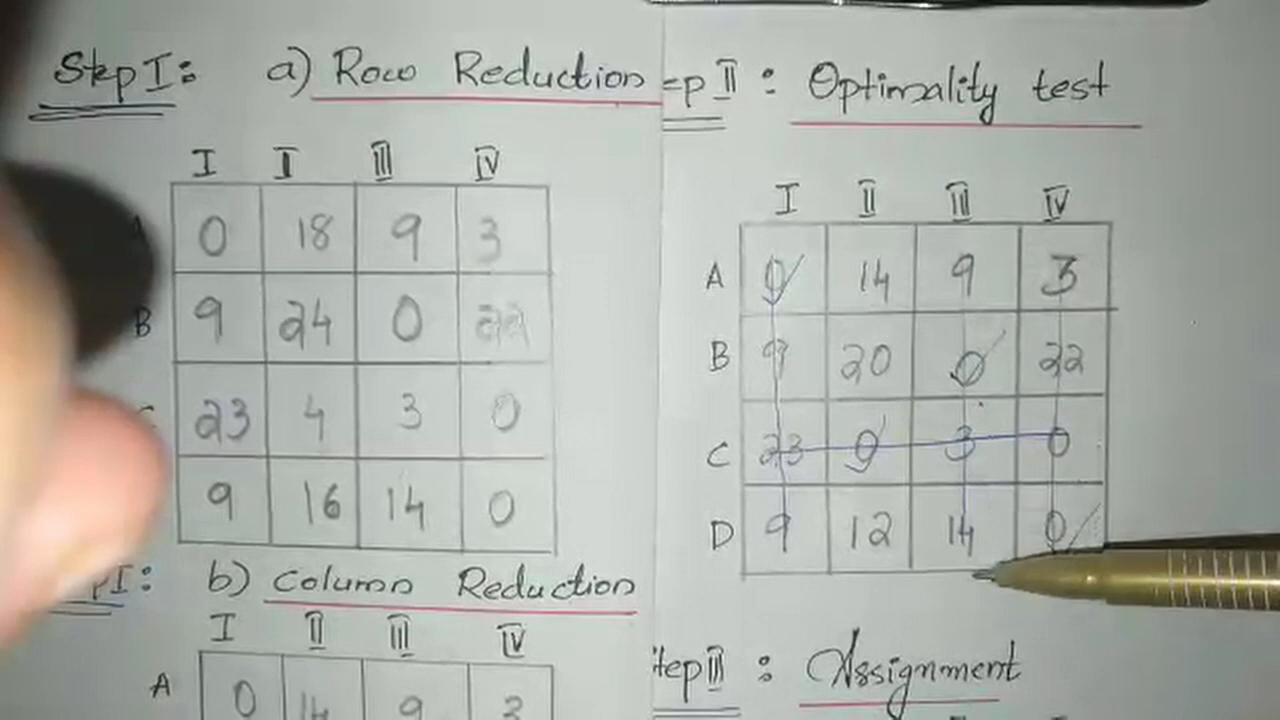 Step I: a) Row Reduction
I II III IV
0 18 9 3
B 9 24 0 22
23 4 3 0
9 16 14 0
pI: b) Column Reduction
I II III IV
A 0 14 9 3
ep II : Optimality test
I II III IV
A 0 14 9 3
B 9 20 0 22
C 23 0 3 0
D 9 12 14 0
tep III : Assignment